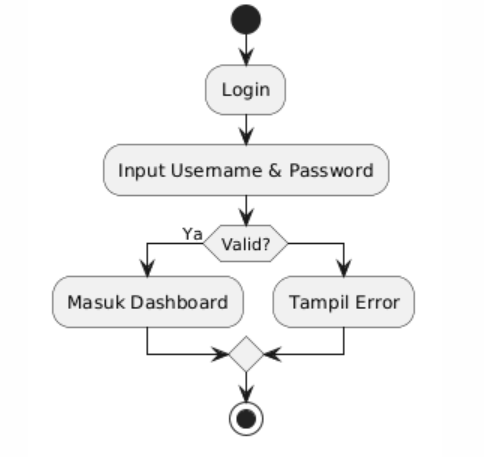 Login
Input Username & Password
Ya
Valid?
Masuk Dashboard
Tampil Error